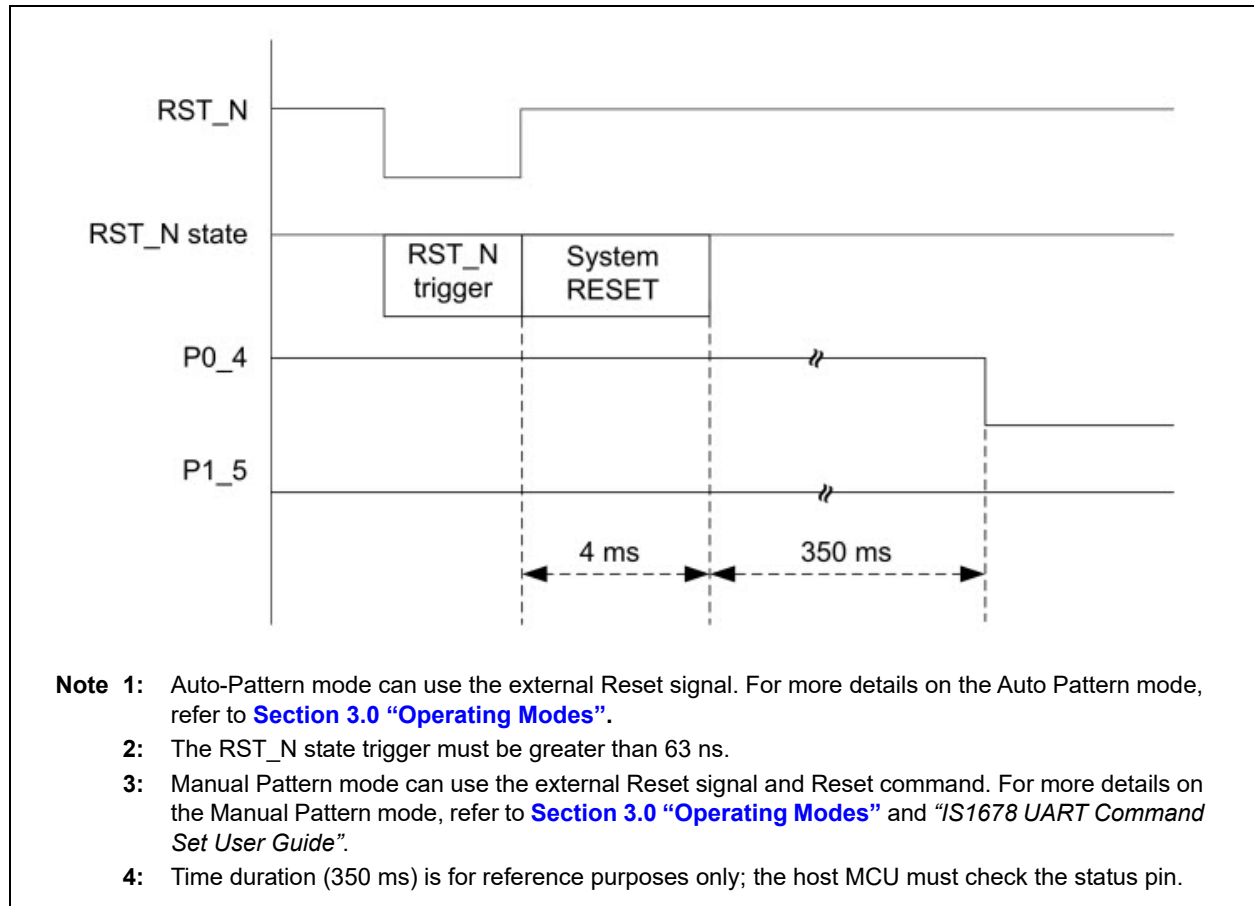 RST_N
RST_N state
RST_N
trigger
System
RESET
P0_4
P1_5
4 ms
350 ms
Note 1: Auto-Pattern mode can use the external Reset signal. For more details on the Auto Pattern mode,
refer to Section 3.0 “Operating Modes”.
2: The RST_N state trigger must be greater than 63 ns.
3: Manual Pattern mode can use the external Reset signal and Reset command. For more details on
the Manual Pattern mode, refer to Section 3.0 “Operating Modes” and “IS1678 UART Command
Set User Guide”.
4: Time duration (350 ms) is for reference purposes only; the host MCU must check the status pin.